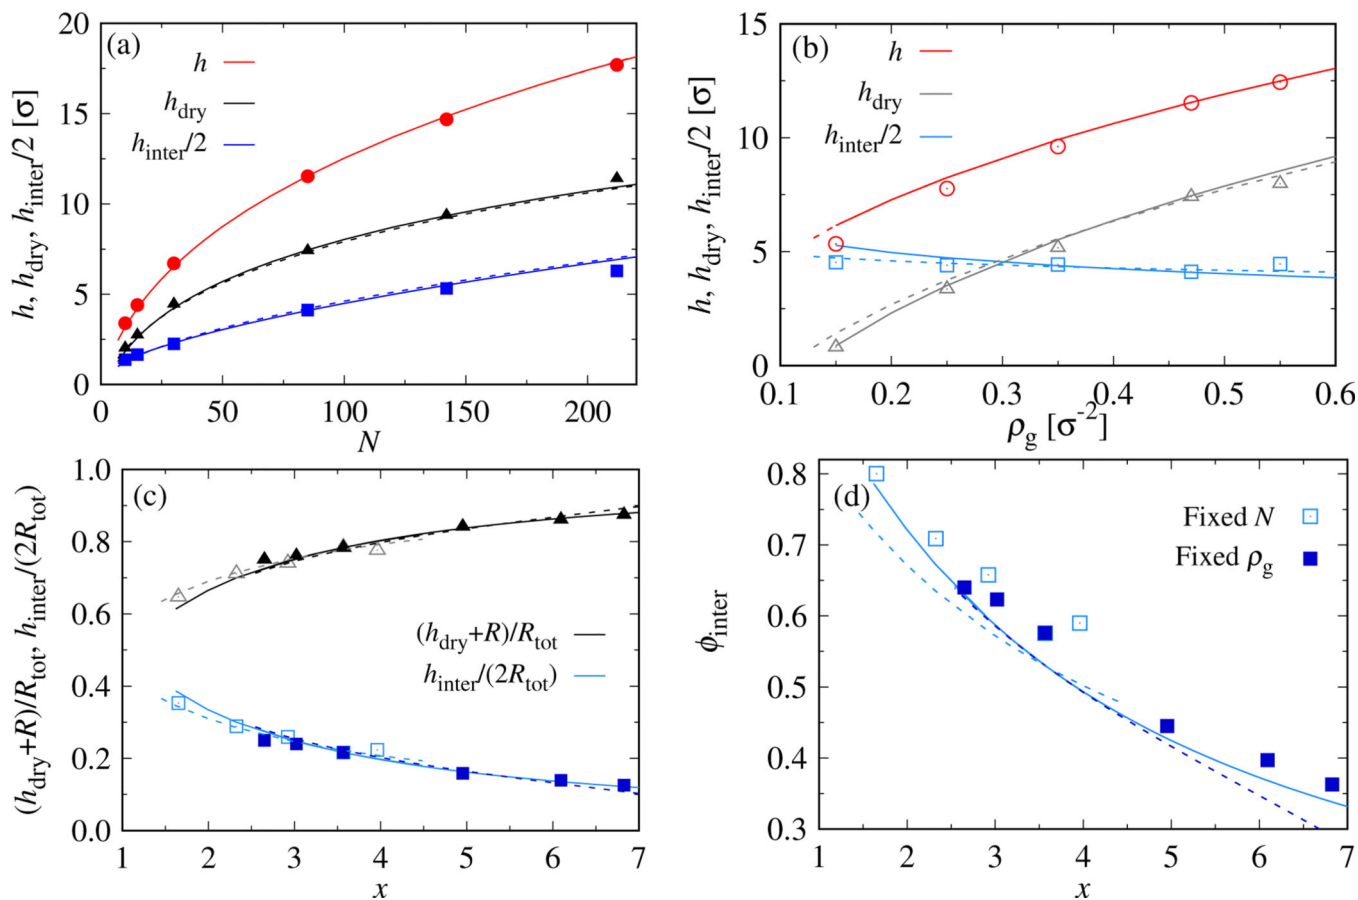 (a)
h
h_dry
h_inter/2
h, h_dry, h_inter/2 [σ]
20
15
10
5
0
0 50 100 150 200
N
(b)
h
h_dry
h_inter/2
h, h_dry, h_inter/2 [σ]
15
10
5
0
0.1 0.2 0.3 0.4 0.5 0.6
ρ_g [σ^-2]
(c)
(h_dry+R)/R_tot
h_inter/(2R_tot)
(h_dry+R)/R_tot, h_inter/(2R_tot)
1.0
0.8
0.6
0.4
0.2
0.0
1 2 3 4 5 6 7
x
(d)
Fixed N
Fixed ρ_g
ϕ_inter
0.8
0.7
0.6
0.5
0.4
0.3
1 2 3 4 5 6 7
x